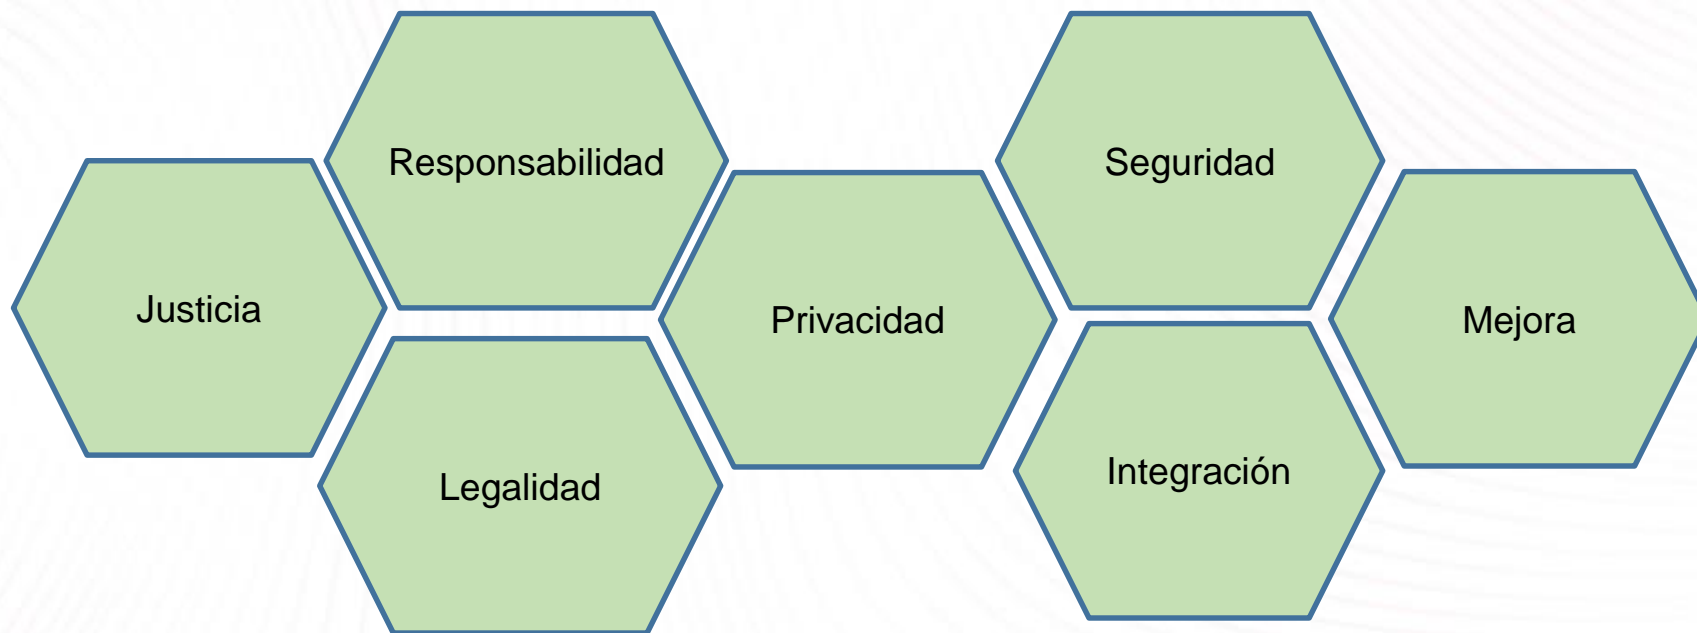 Responsabilidad
Seguridad
Justicia
Privacidad
Mejora
Legalidad
Integración